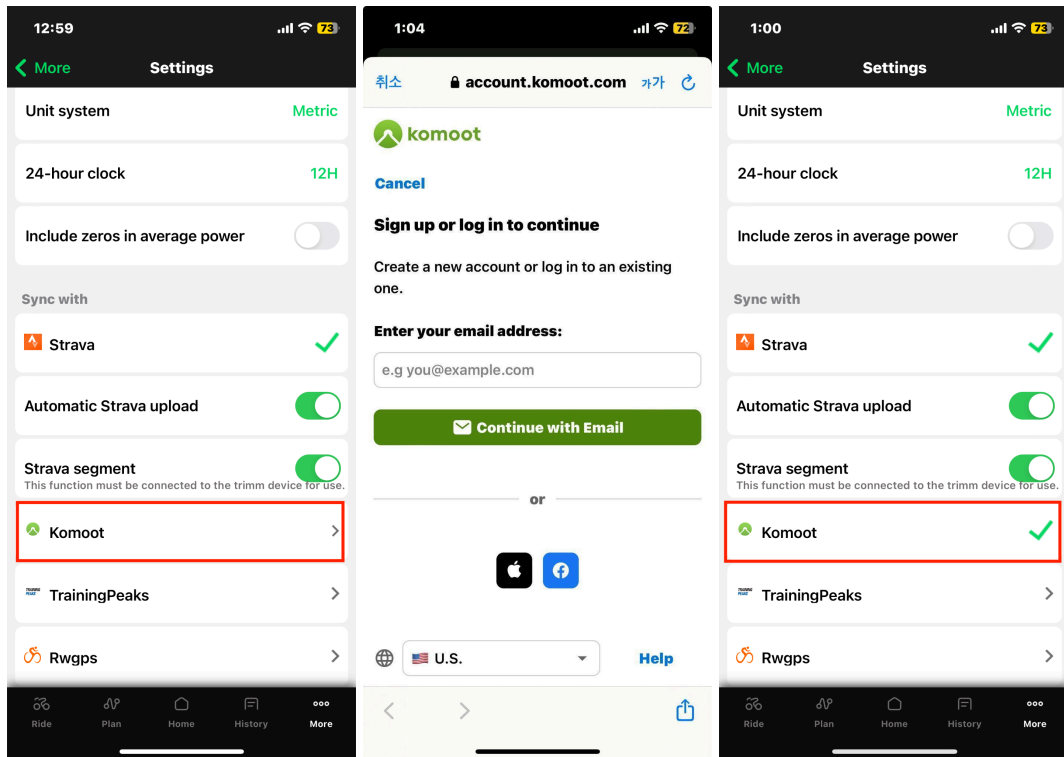 12:59
73
More
Settings
Unit system
Metric
24-hour clock
12H
Include zeros in average power
Sync with
Strava
Automatic Strava upload
Strava segment
This function must be connected to the trimm device for use.
Komoot
TRAINING PEAKS
TrainingPeaks
Rwgps
Ride
Plan
Home
History
More
1:04
72
취소
account.komoot.com
가가
komoot
Cancel
Sign up or log in to continue
Create a new account or log in to an existing
one.
Enter your email address:
e.g you@example.com
Continue with Email
or
U.S.
Help
1:00
73
More
Settings
Unit system
Metric
24-hour clock
12H
Include zeros in average power
Sync with
Strava
Automatic Strava upload
Strava segment
This function must be connected to the trimm device for use.
Komoot
TRAINING PEAKS
TrainingPeaks
Rwgps
Ride
Plan
Home
History
More